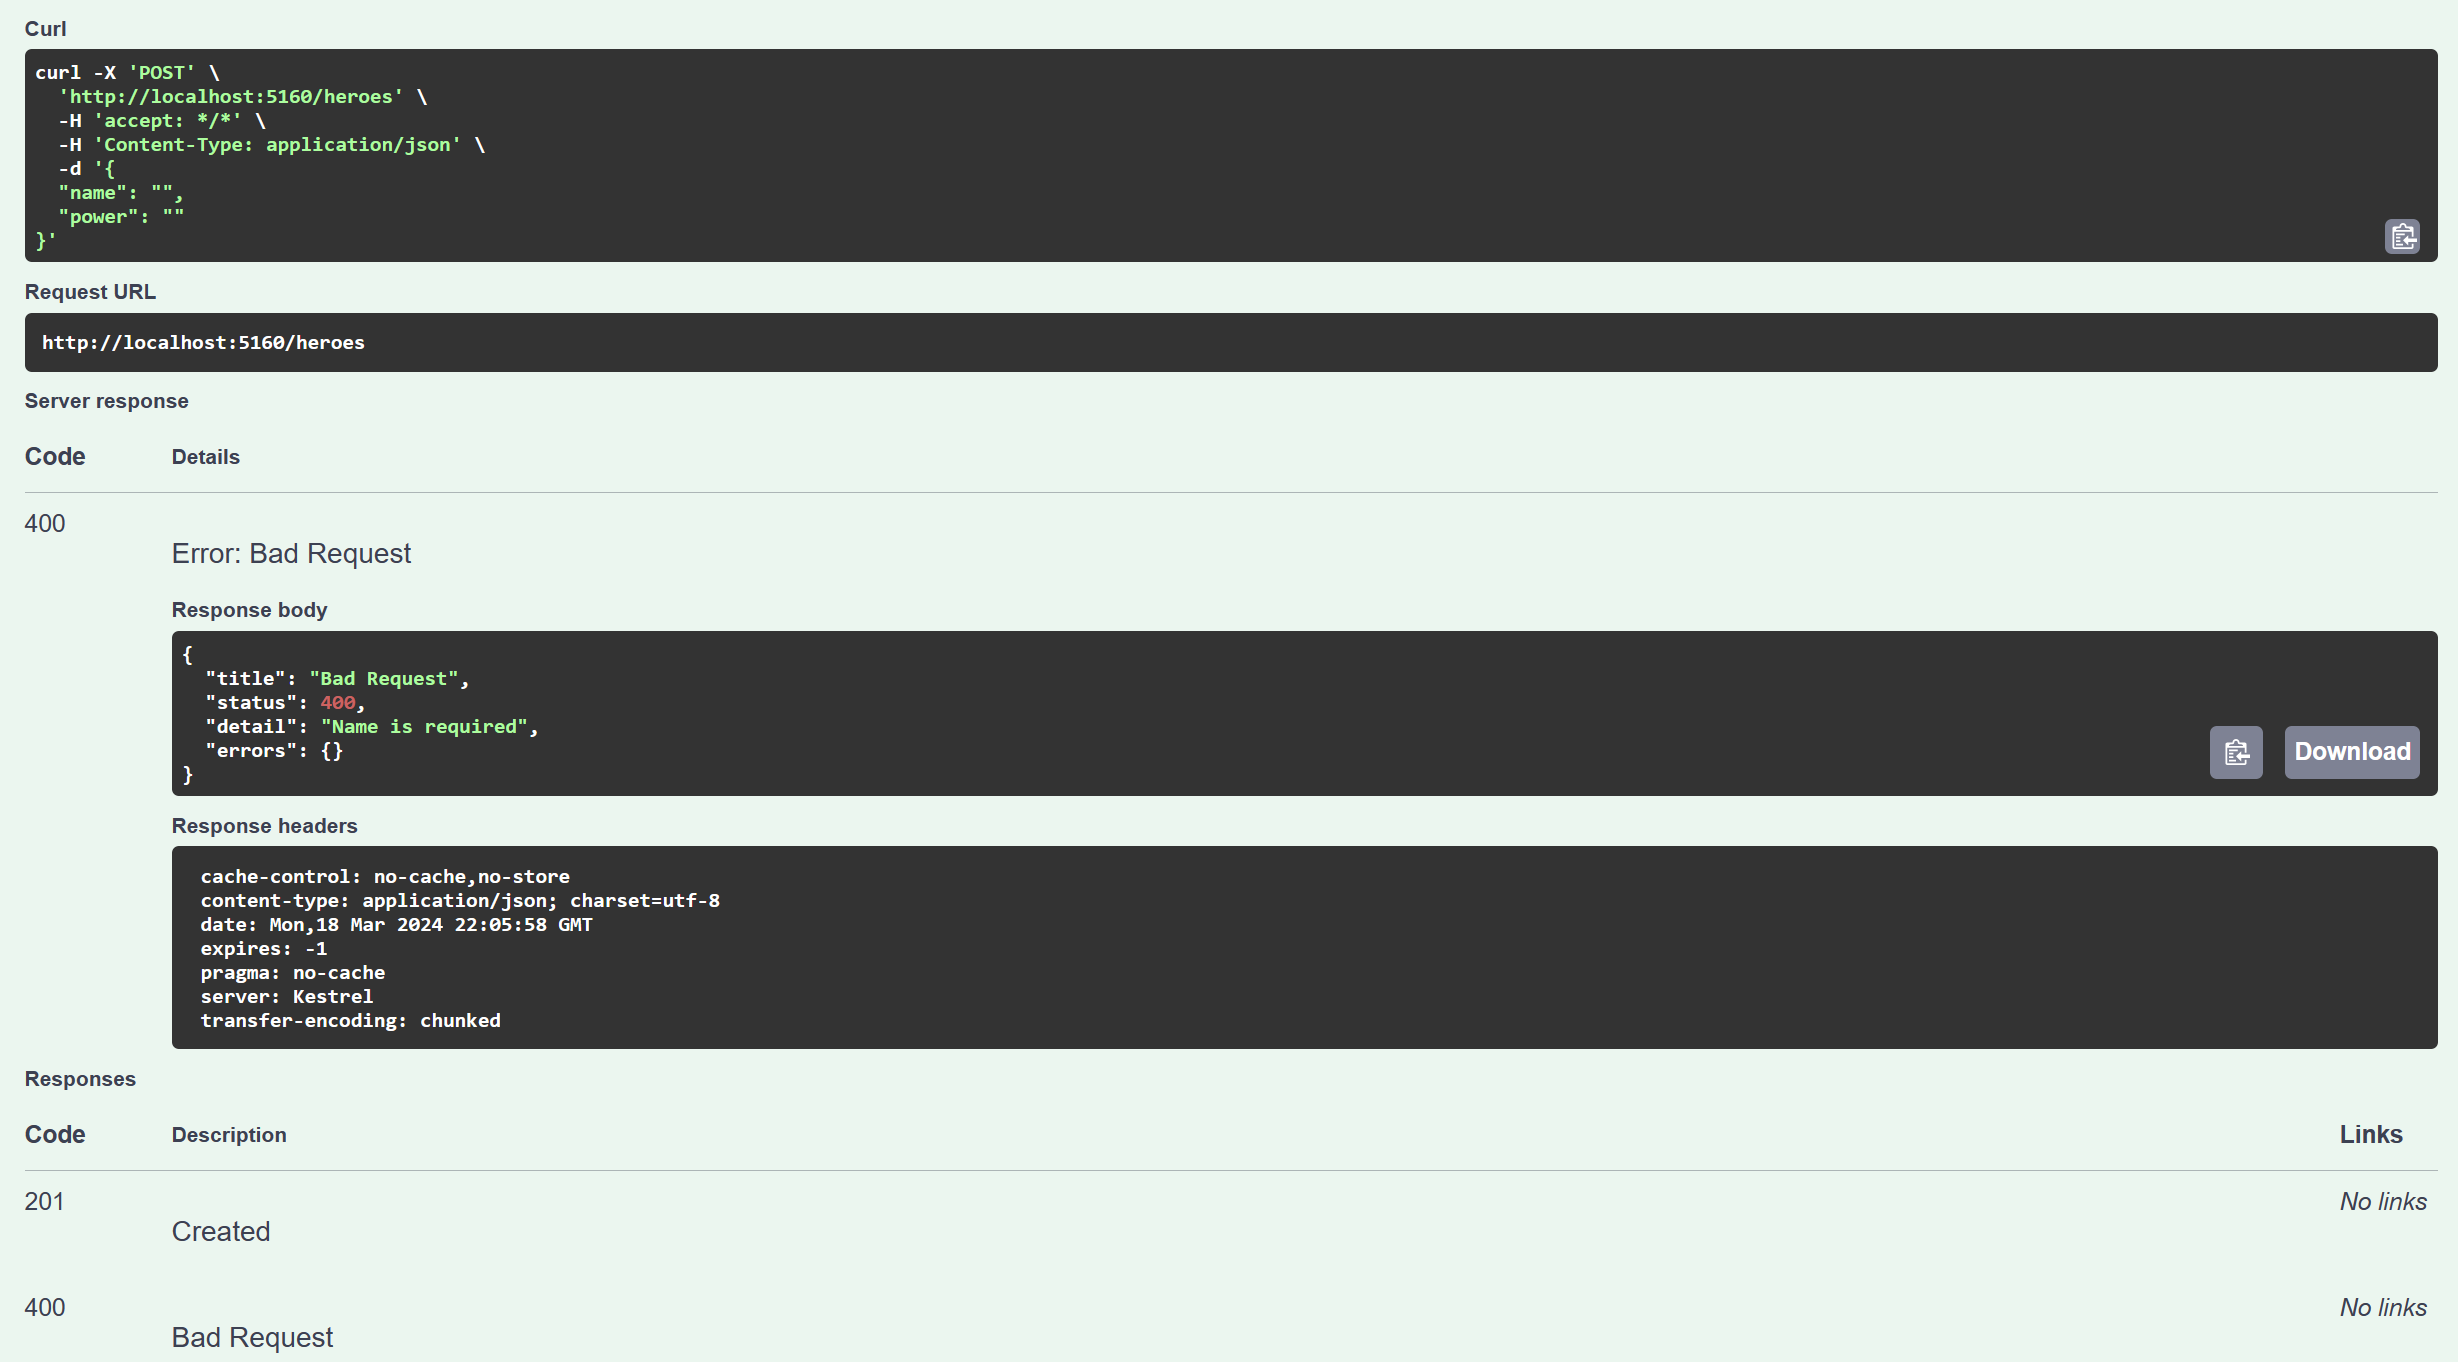 Curl
curl -X 'POST' \
  'http://localhost:5160/heroes' \
  -H 'accept: */*' \
  -H 'Content-Type: application/json' \
  -d '{
  "name": "",
  "power": ""
}'
Request URL
http://localhost:5160/heroes
Server response
Code Details
400
Error: Bad Request
Response body
{
  "title": "Bad Request",
  "status": 400,
  "detail": "Name is required",
  "errors": {}
}
Download
Response headers
cache-control: no-cache,no-store
content-type: application/json; charset=utf-8
date: Mon,18 Mar 2024 22:05:58 GMT
expires: -1
pragma: no-cache
server: Kestrel
transfer-encoding: chunked
Responses
Code Description Links
201 No links
Created
400 No links
Bad Request